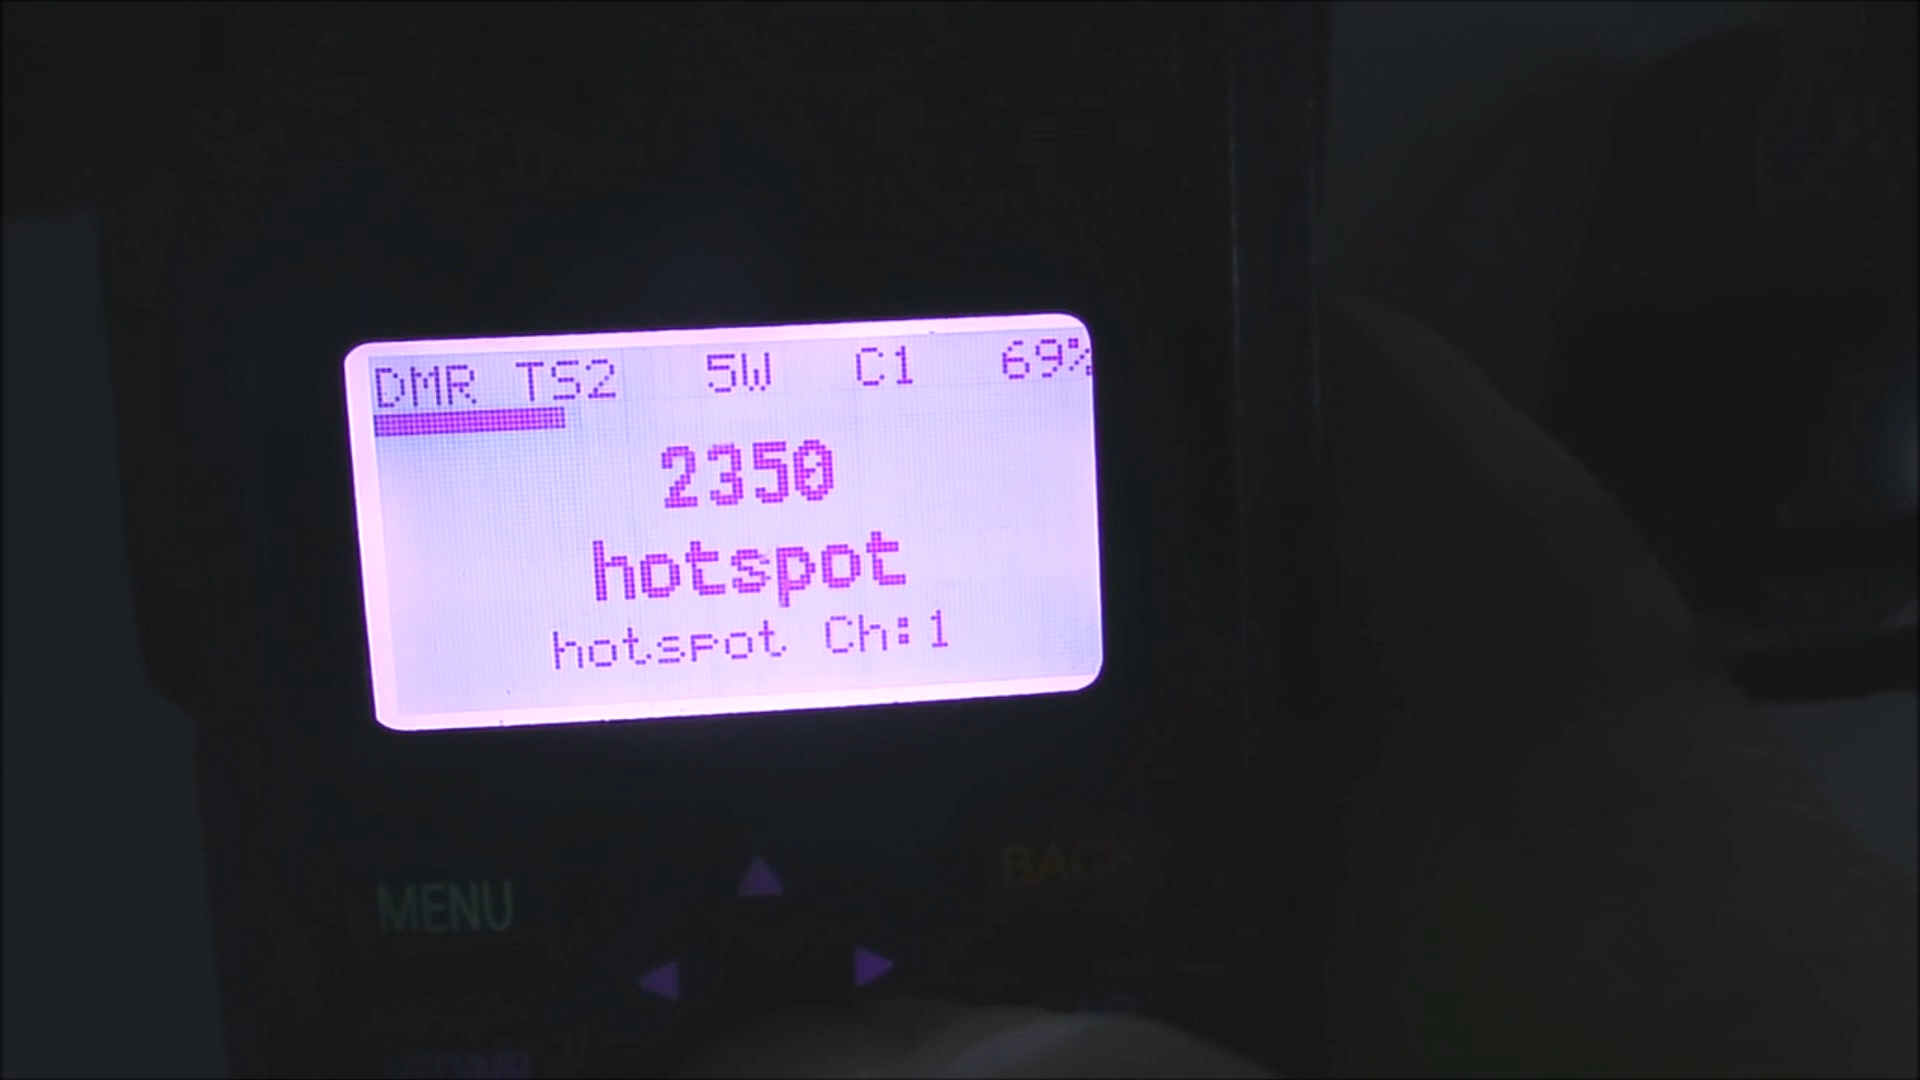 DMR TS2 5W C1 69%
2350
hotspot
hotspot Ch:1
MENU
BACK